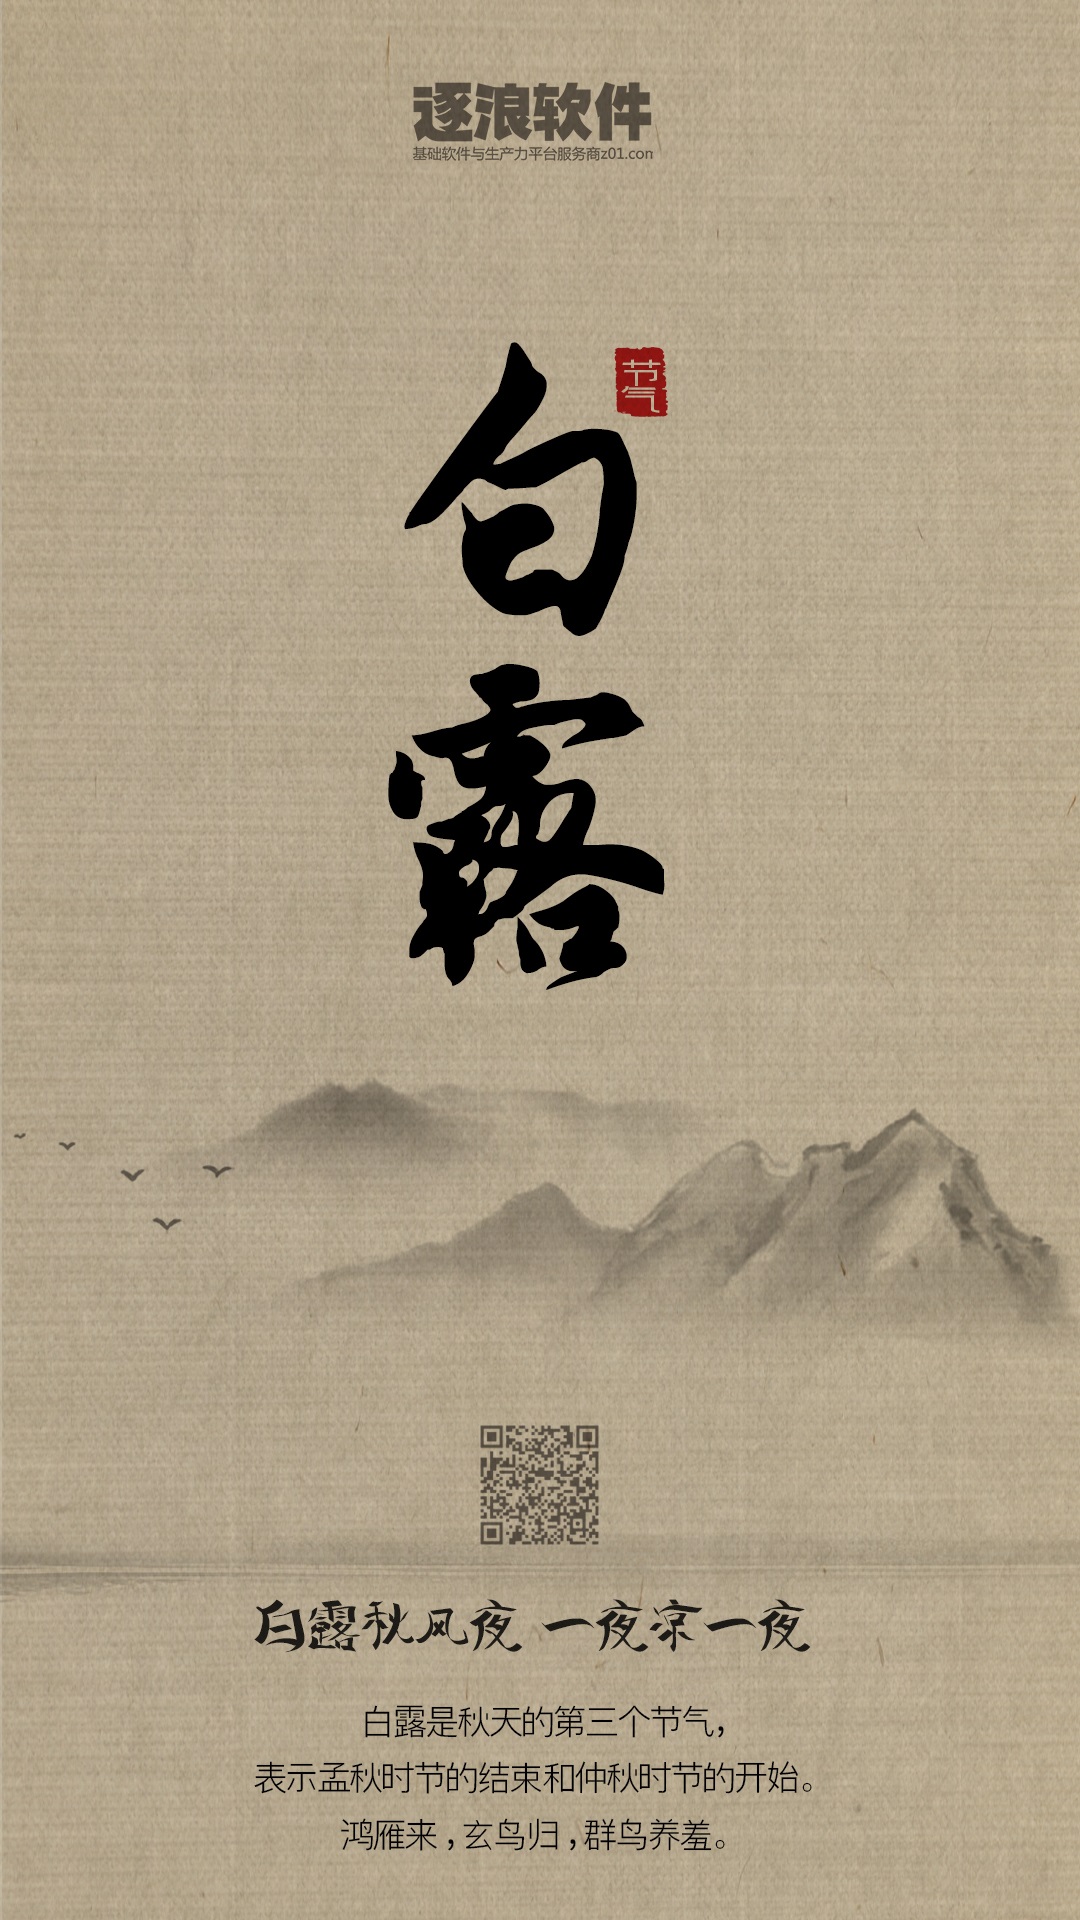 逐浪软件
基础软件与生产力平台服务商z01.con
节气
白露
白露秋风夜 一夜凉一夜
白露是秋天的第三个节气，
表示孟秋时节的结束和仲秋时节的开始。
鸿雁来，玄鸟归，群鸟养羞。